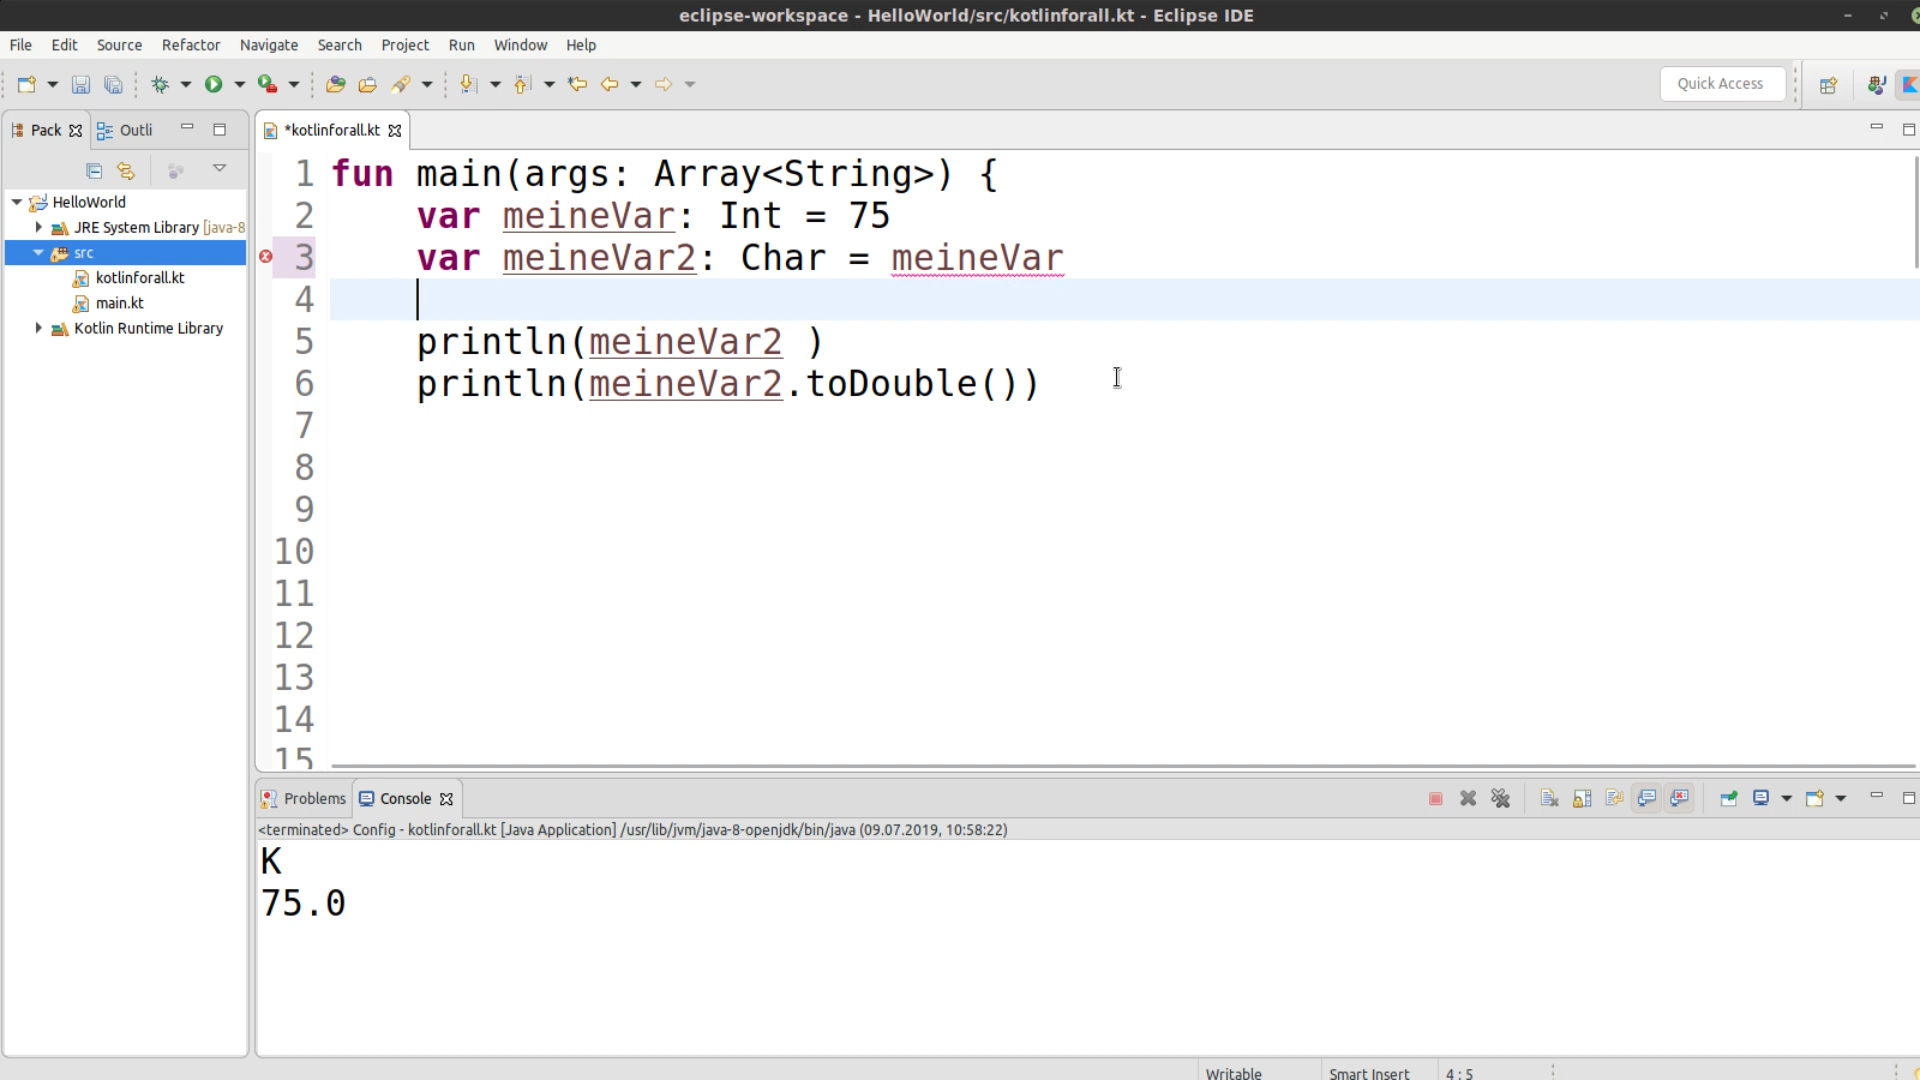 eclipse-workspace - HelloWorld/src/kotlinforall.kt - Eclipse IDE
File Edit Source Refactor Navigate Search Project Run Window Help
Quick Access
Pack Outli *kotlinforall.kt
HelloWorld
JRE System Library [java-8
src
kotlinforall.kt
main.kt
Kotlin Runtime Library
1 fun main(args: Array<String>) {
2 var meineVar: Int = 75
3 var meineVar2: Char = meineVar
4
5 println(meineVar2 )
6 println(meineVar2.toDouble())
7
8
9
10
11
12
13
14
15
Problems Console
<terminated> Config - kotlinforall.kt [Java Application] /usr/lib/jvm/java-8-openjdk/bin/java (09.07.2019, 10:58:22)
K
75.0
Writable Smart Insert 4 : 5